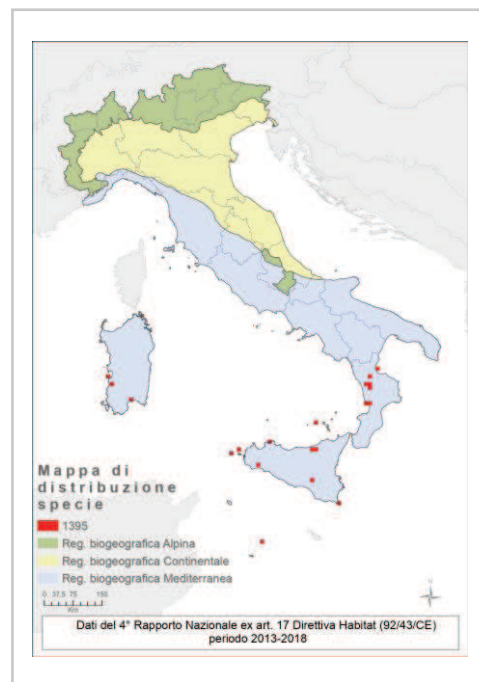 Mappa di
distribuzione
specie
1395
Reg. biogeografica Alpina
Reg. biogeografica Continentale
Reg. biogeografica Mediterranea
0 37,5 75 150
Km
N
Dati del 4° Rapporto Nazionale ex art. 17 Direttiva Habitat (92/43/CE)
periodo 2013-2018